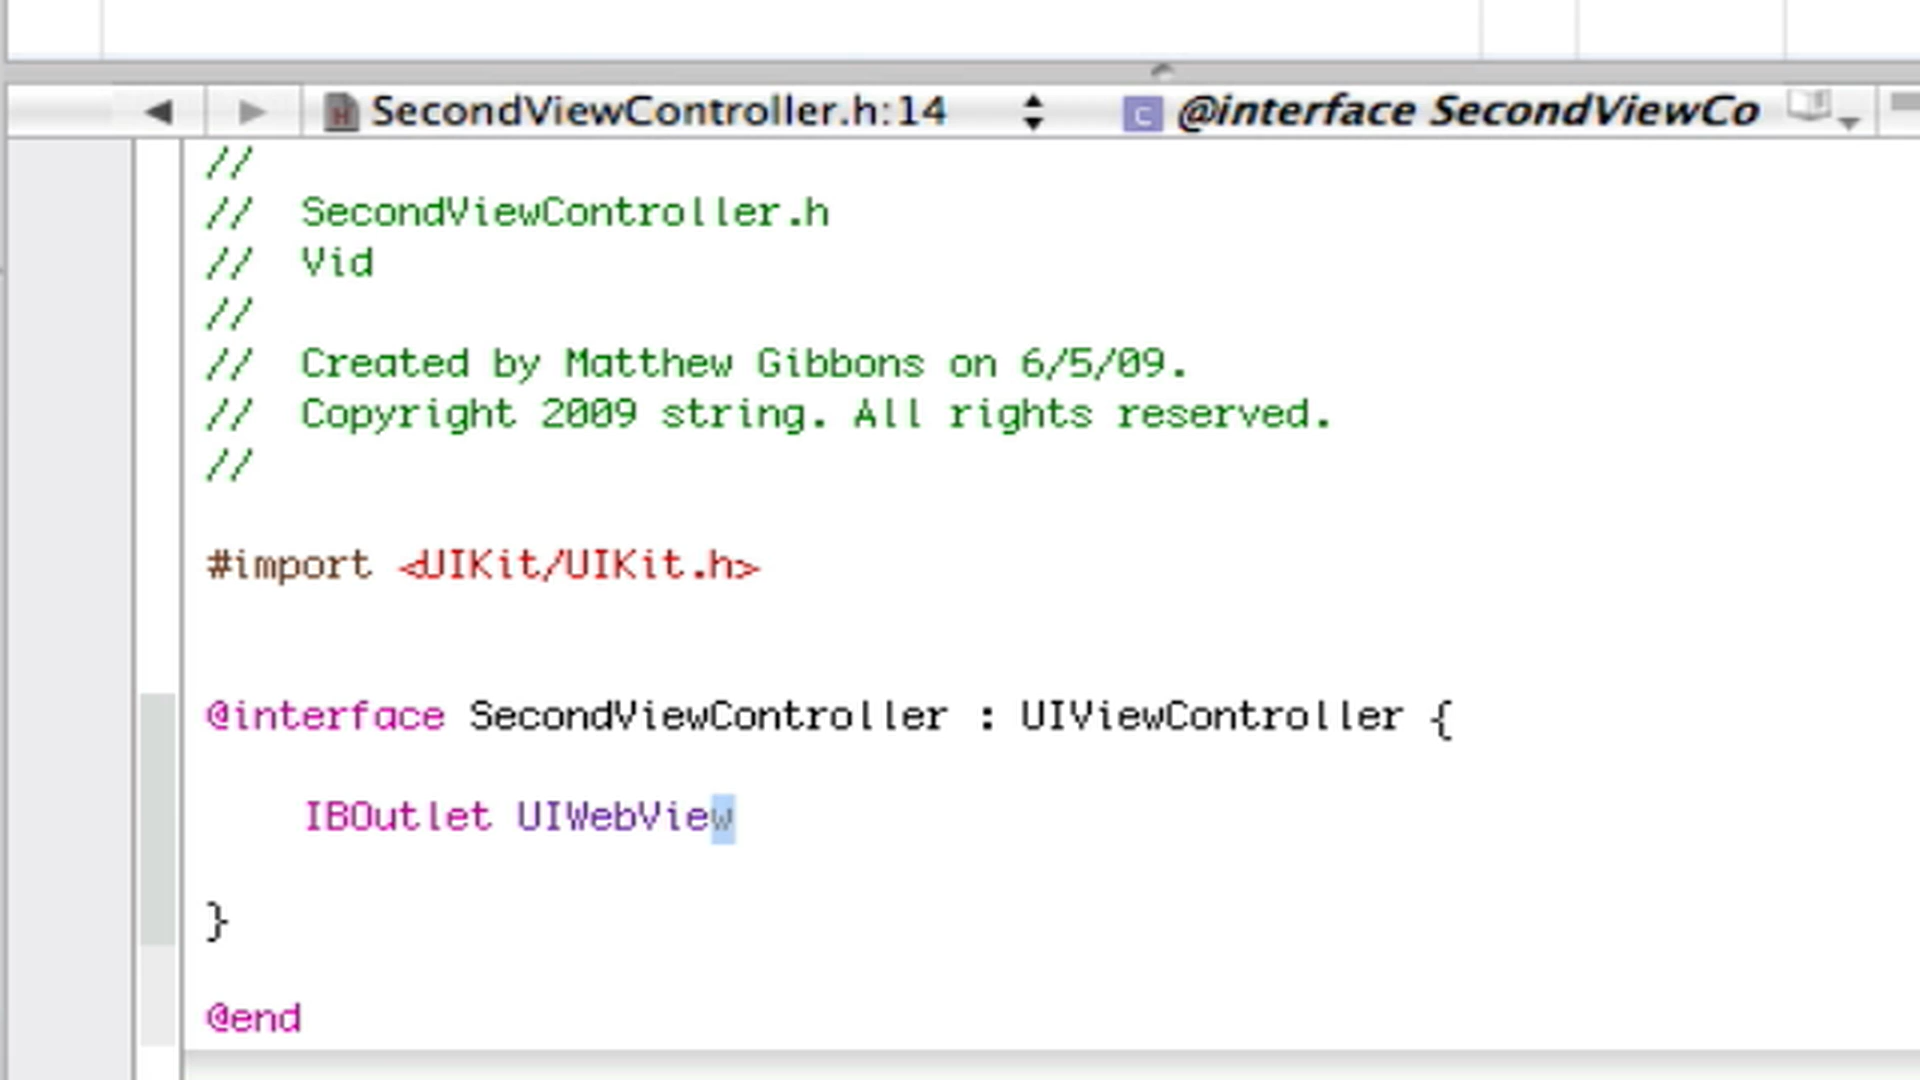 SecondViewController.h:14 @interface SecondViewCo
//
// SecondViewController.h
// Vid
//
// Created by Matthew Gibbons on 6/5/09.
// Copyright 2009 string. All rights reserved.
//
#import <UIKit/UIKit.h>
@interface SecondViewController : UIViewController {
IBOutlet UIWebView
}
@end